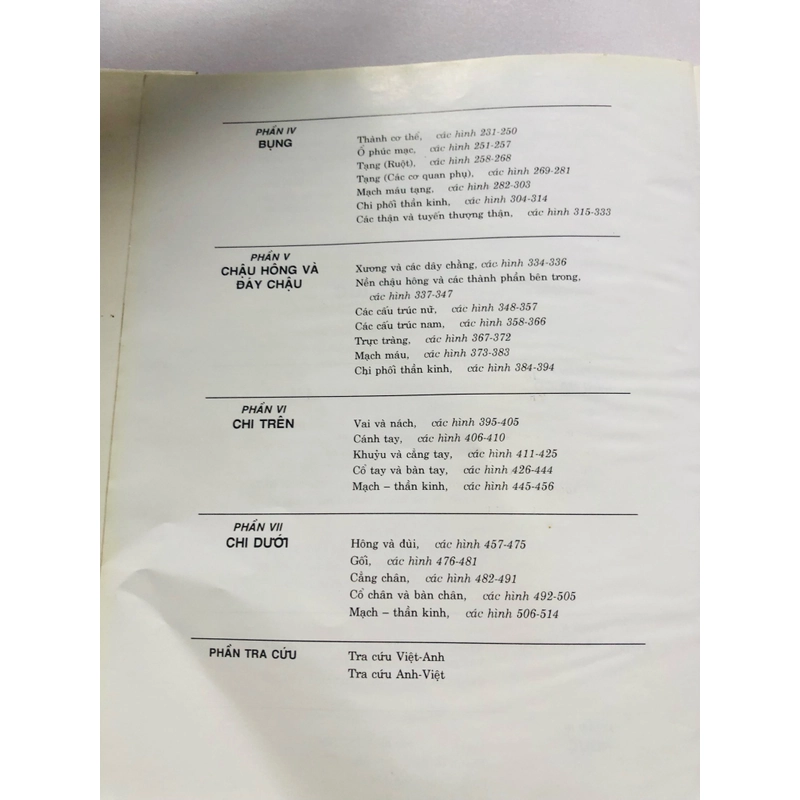 PHẦN IV
BỤNG
Thành cơ thể, các hình 231-250
Ổ phúc mạc, các hình 251-257
Tạng (Ruột), các hình 258-268
Tạng (Các cơ quan phụ), các hình 269-281
Mạch máu tạng, các hình 282-303
Chi phối thần kinh, các hình 304-314
Các thận và tuyến thượng thận, các hình 315-333
PHẦN V
CHẬU HÔNG VÀ
ĐÁY CHẬU
Xương và các dây chằng, các hình 334-336
Nền chậu hông và các thành phần bên trong,
các hình 337-347
Các cấu trúc nữ, các hình 348-357
Các cấu trúc nam, các hình 358-366
Trực tràng, các hình 367-372
Mạch máu, các hình 373-383
Chi phối thần kinh, các hình 384-394
PHẦN VI
CHI TRÊN
Vai và nách, các hình 395-405
Cánh tay, các hình 406-410
Khuỷu và cẳng tay, các hình 411-425
Cổ tay và bàn tay, các hình 426-444
Mạch – thần kinh, các hình 445-456
PHẦN VII
CHI DƯỚI
Hông và đùi, các hình 457-475
Gối, các hình 476-481
Cẳng chân, các hình 482-491
Cổ chân và bàn chân, các hình 492-505
Mạch – thần kinh, các hình 506-514
PHẦN TRA CỨU
Tra cứu Việt-Anh
Tra cứu Anh-Việt